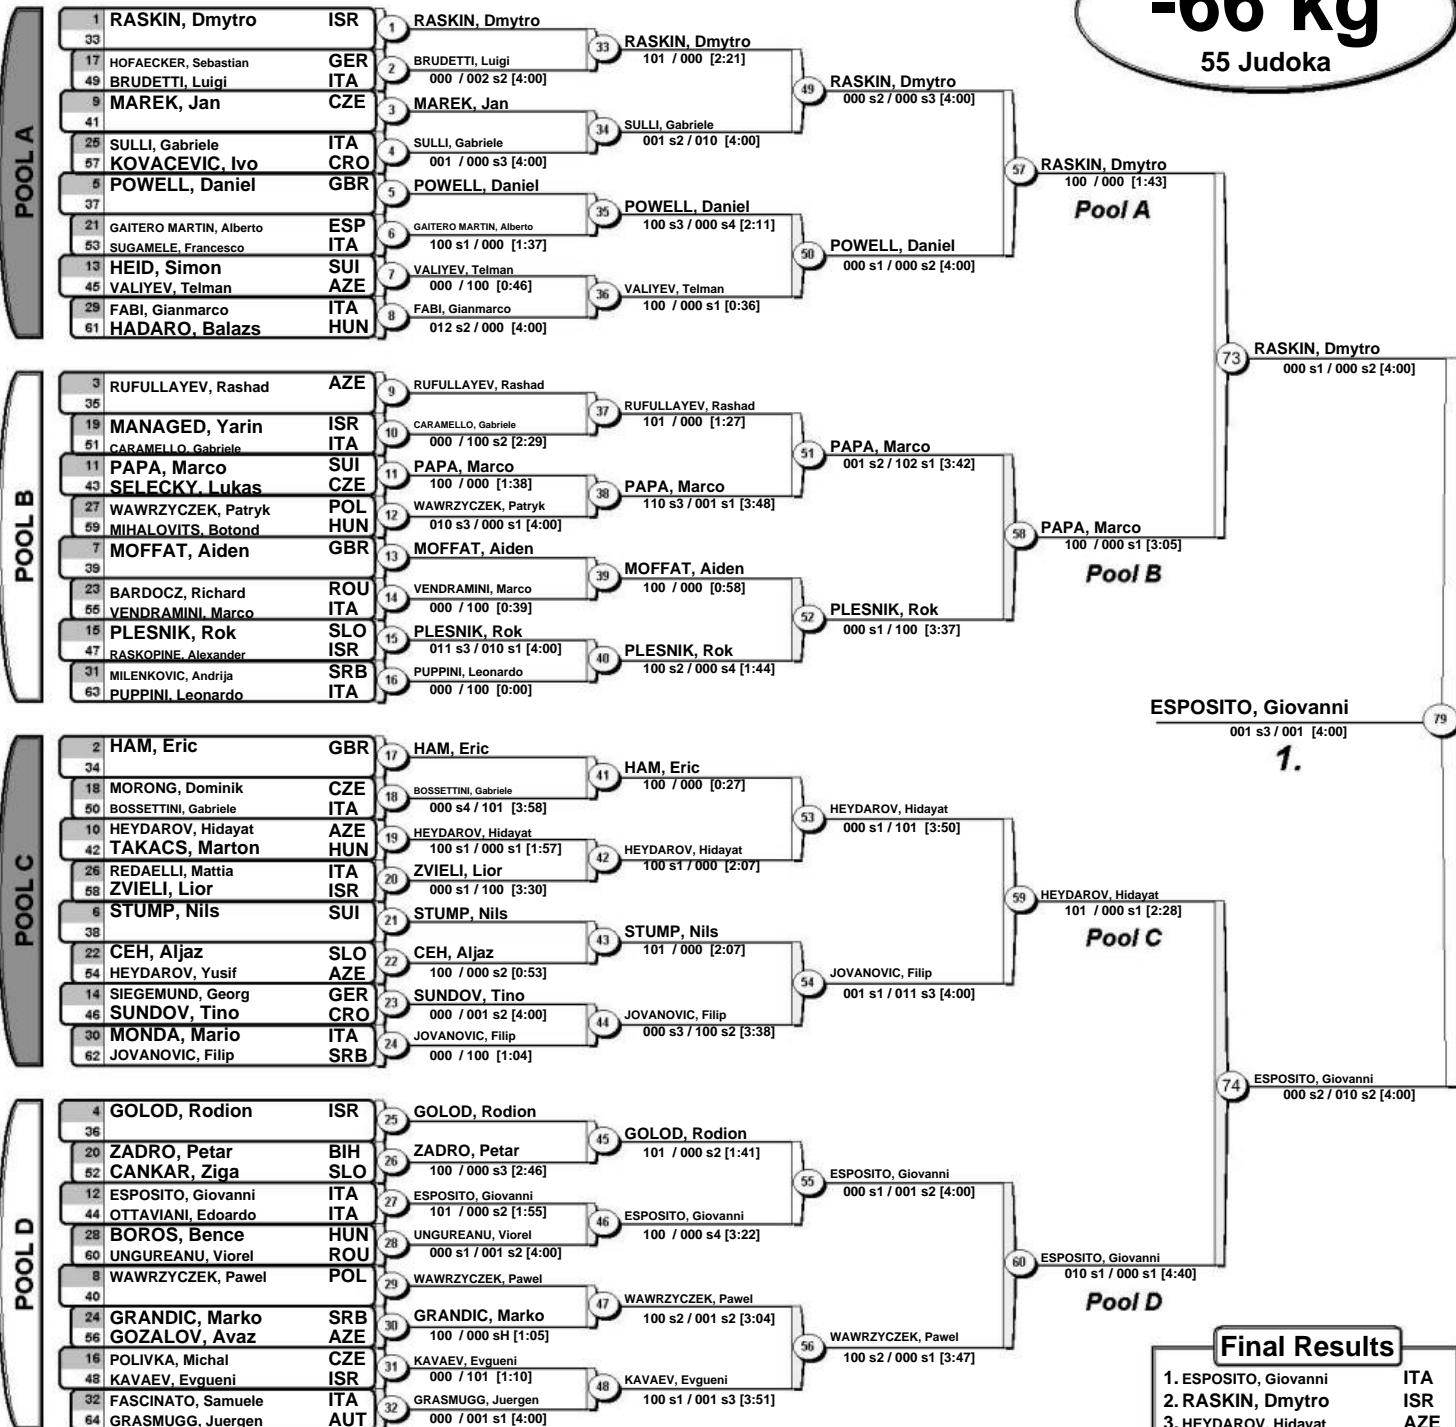 -66 kg
55 Judoka
POOL A
1 RASKIN, Dmytro ISR
33
17 HOFAECKER, Sebastian GER
49 BRUDETTI, Luigi ITA
9 MAREK, Jan CZE
41
25 SULLI, Gabriele ITA
57 KOVACEVIC, Ivo CRO
5 POWELL, Daniel GBR
37
21 GAITERO MARTIN, Alberto ESP
53 SUGAMELE, Francesco ITA
13 HEID, Simon SUI
45 VALIYEV, Telman AZE
29 FABI, Gianmarco ITA
61 HADARO, Balazs HUN
1 RASKIN, Dmytro
2 BRUDETTI, Luigi
000 / 002 s2 [4:00]
3 MAREK, Jan
4 SULLI, Gabriele
001 / 000 s3 [4:00]
5 POWELL, Daniel
6 GAITERO MARTIN, Alberto
100 s1 / 000 [1:37]
7 VALIYEV, Telman
000 / 100 [0:46]
8 FABI, Gianmarco
012 s2 / 000 [4:00]
33 RASKIN, Dmytro
101 / 000 [2:21]
34 SULLI, Gabriele
001 s2 / 010 [4:00]
35 POWELL, Daniel
100 s3 / 000 s4 [2:11]
36 VALIYEV, Telman
100 / 000 s1 [0:36]
49 RASKIN, Dmytro
000 s2 / 000 s3 [4:00]
50 POWELL, Daniel
000 s1 / 000 s2 [4:00]
57 RASKIN, Dmytro
100 / 000 [1:43]
Pool A
POOL B
3 RUFULLAYEV, Rashad AZE
35
19 MANAGED, Yarin ISR
51 CARAMELLO, Gabriele ITA
11 PAPA, Marco SUI
43 SELECKY, Lukas CZE
27 WAWRZYCZEK, Patryk POL
59 MIHALOVITS, Botond HUN
7 MOFFAT, Aiden GBR
39
23 BARDOCZ, Richard ROU
55 VENDRAMINI, Marco ITA
15 PLESNIK, Rok SLO
47 RASKOPINE, Alexander ISR
31 MILENKOVIC, Andrija SRB
63 PUPPINI, Leonardo ITA
9 RUFULLAYEV, Rashad
10 CARAMELLO, Gabriele
000 / 100 s2 [2:29]
11 PAPA, Marco
100 / 000 [1:38]
12 WAWRZYCZEK, Patryk
010 s3 / 000 s1 [4:00]
13 MOFFAT, Aiden
14 VENDRAMINI, Marco
000 / 100 [0:39]
15 PLESNIK, Rok
011 s3 / 010 s1 [4:00]
16 PUPPINI, Leonardo
000 / 100 [0:00]
37 RUFULLAYEV, Rashad
101 / 000 [1:27]
38 PAPA, Marco
110 s3 / 001 s1 [3:48]
39 MOFFAT, Aiden
100 / 000 [0:58]
40 PLESNIK, Rok
100 s2 / 000 s4 [1:44]
51 PAPA, Marco
001 s2 / 102 s1 [3:42]
52 PLESNIK, Rok
000 s1 / 100 [3:37]
58 PAPA, Marco
100 / 000 s1 [3:05]
Pool B
73 RASKIN, Dmytro
000 s1 / 000 s2 [4:00]
POOL C
2 HAM, Eric GBR
34
18 MORONG, Dominik CZE
50 BOSSETTINI, Gabriele ITA
10 HEYDAROV, Hidayat AZE
42 TAKACS, Marton HUN
26 REDAELLI, Mattia ITA
58 ZVIELI, Lior ISR
6 STUMP, Nils SUI
38
22 CEH, Aljaz SLO
54 HEYDAROV, Yusif AZE
14 SIEGEMUND, Georg GER
46 SUNDOV, Tino CRO
30 MONDA, Mario ITA
62 JOVANOVIC, Filip SRB
17 HAM, Eric
18 BOSSETTINI, Gabriele
000 s4 / 101 [3:58]
19 HEYDAROV, Hidayat
100 s1 / 000 s1 [1:57]
20 ZVIELI, Lior
000 s1 / 100 [3:30]
21 STUMP, Nils
22 CEH, Aljaz
100 / 000 s2 [0:53]
23 SUNDOV, Tino
000 / 001 s2 [4:00]
24 JOVANOVIC, Filip
000 / 100 [1:04]
41 HAM, Eric
100 / 000 [0:27]
42 HEYDAROV, Hidayat
100 s1 / 000 [2:07]
43 STUMP, Nils
101 / 000 [2:07]
44 JOVANOVIC, Filip
000 s3 / 100 s2 [3:38]
53 HEYDAROV, Hidayat
000 s1 / 101 [3:50]
54 JOVANOVIC, Filip
001 s1 / 011 s3 [4:00]
59 HEYDAROV, Hidayat
101 / 000 s1 [2:28]
Pool C
ESPOSITO, Giovanni 79
001 s3 / 001 [4:00]
1.
POOL D
4 GOLOD, Rodion ISR
36
20 ZADRO, Petar BIH
52 CANKAR, Ziga SLO
12 ESPOSITO, Giovanni ITA
44 OTTAVIANI, Edoardo ITA
28 BOROS, Bence HUN
60 UNGUREANU, Viorel ROU
8 WAWRZYCZEK, Pawel POL
40
24 GRANDIC, Marko SRB
56 GOZALOV, Avaz AZE
16 POLIVKA, Michal CZE
48 KAVAEV, Evgueni ISR
32 FASCINATO, Samuele ITA
64 GRASMUGG, Juergen AUT
25 GOLOD, Rodion
26 ZADRO, Petar
100 / 000 s3 [2:46]
27 ESPOSITO, Giovanni
101 / 000 s2 [1:55]
28 UNGUREANU, Viorel
000 s1 / 001 s2 [4:00]
29 WAWRZYCZEK, Pawel
30 GRANDIC, Marko
100 / 000 sH [1:05]
31 KAVAEV, Evgueni
000 / 101 [1:10]
32 GRASMUGG, Juergen
000 / 001 s1 [4:00]
45 GOLOD, Rodion
101 / 000 s2 [1:41]
46 ESPOSITO, Giovanni
100 / 000 s4 [3:22]
47 WAWRZYCZEK, Pawel
100 s2 / 001 s2 [3:04]
48 KAVAEV, Evgueni
100 s1 / 001 s3 [3:51]
55 ESPOSITO, Giovanni
000 s1 / 001 s2 [4:00]
56 WAWRZYCZEK, Pawel
100 s2 / 000 s1 [3:47]
60 ESPOSITO, Giovanni
010 s1 / 000 s1 [4:40]
Pool D
74 ESPOSITO, Giovanni
000 s2 / 010 s2 [4:00]
Final Results
1. ESPOSITO, Giovanni ITA
2. RASKIN, Dmytro ISR
3. HEYDAROV, Hidayat AZE